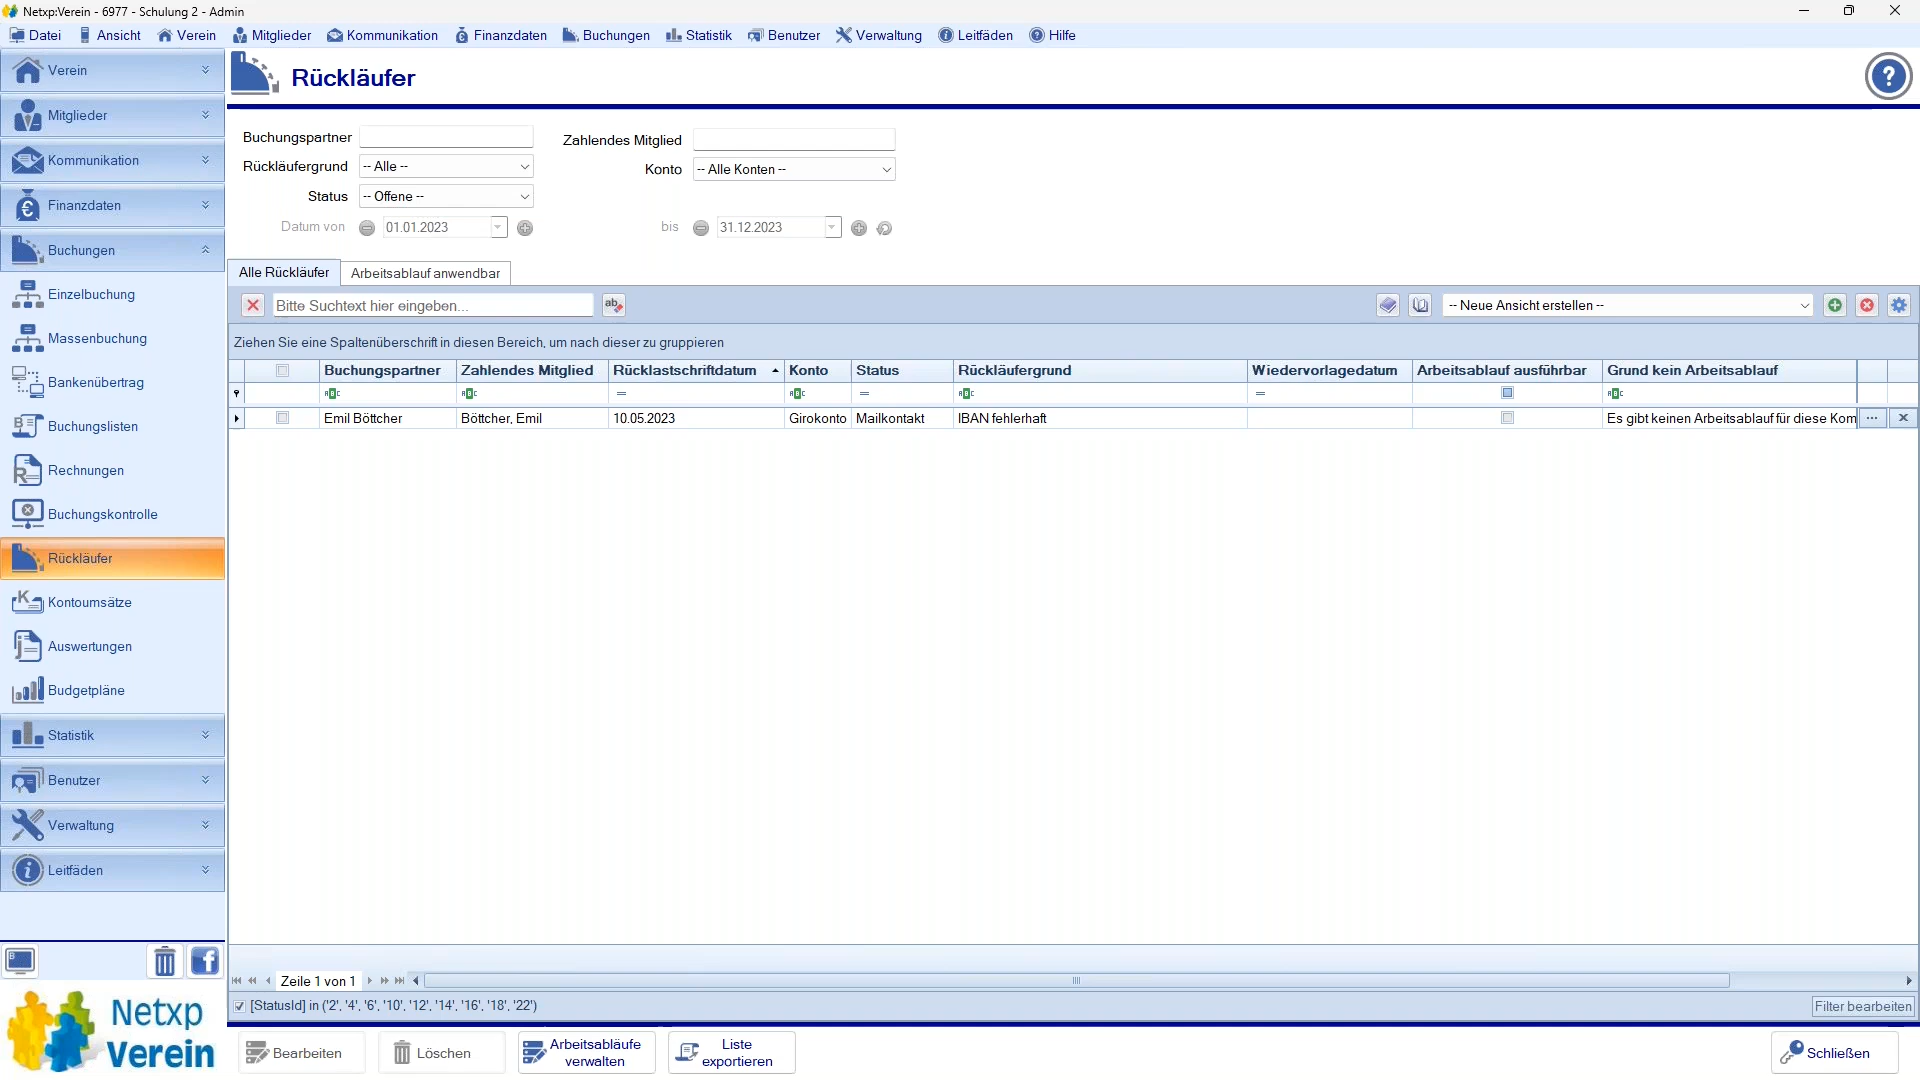 Netxp:Verein - 6977 - Schulung 2 - Admin
Datei Ansicht Verein Mitglieder Kommunikation Finanzdaten Buchungen Statistik Benutzer Verwaltung Leitfäden Hilfe
Verein
Mitglieder
Kommunikation
Finanzdaten
Buchungen
Einzelbuchung
Massenbuchung
Bankenübertrag
Buchungslisten
Rechnungen
Buchungskontrolle
Rückläufer
Kontoumsätze
Auswertungen
Budgetpläne
Statistik
Benutzer
Verwaltung
Leitfäden
Netxp
Verein
Rückläufer
Buchungspartner
Zahlendes Mitglied
Rückläufergrund -- Alle --
Konto -- Alle Konten --
Status -- Offene --
Datum von 01.01.2023 bis 31.12.2023
Alle Rückläufer Arbeitsablauf anwendbar
Bitte Suchtext hier eingeben...
-- Neue Ansicht erstellen --
Ziehen Sie eine Spaltenüberschrift in diesen Bereich, um nach dieser zu gruppieren
Buchungspartner Zahlendes Mitglied Rücklastschriftdatum Konto Status Rückläufergrund Wiedervorlagedatum Arbeitsablauf ausführbar Grund kein Arbeitsablauf
Emil Böttcher Böttcher, Emil 10.05.2023 Girokonto Mailkontakt IBAN fehlerhaft Es gibt keinen Arbeitsablauf für diese Kom
Zeile 1 von 1
[StatusId] in ('2', '4', '6', '10', '12', '14', '16', '18', '22')
Filter bearbeiten
Bearbeiten
Löschen
Arbeitsabläufe
verwalten
Liste
exportieren
Schließen